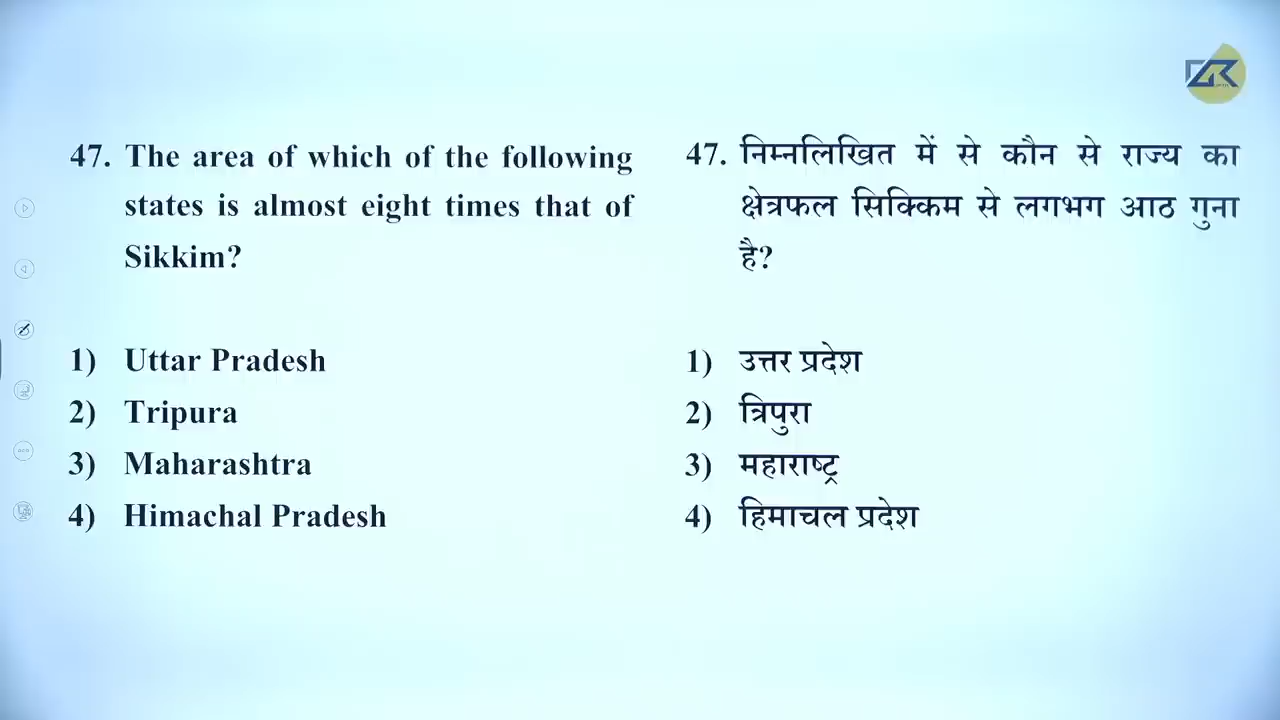 47. The area of which of the following
states is almost eight times that of
Sikkim?
1) Uttar Pradesh
2) Tripura
3) Maharashtra
4) Himachal Pradesh
47. निम्नलिखित में से कौन से राज्य का
क्षेत्रफल सिक्किम से लगभग आठ गुना
है?
1) उत्तर प्रदेश
2) त्रिपुरा
3) महाराष्ट्र
4) हिमाचल प्रदेश